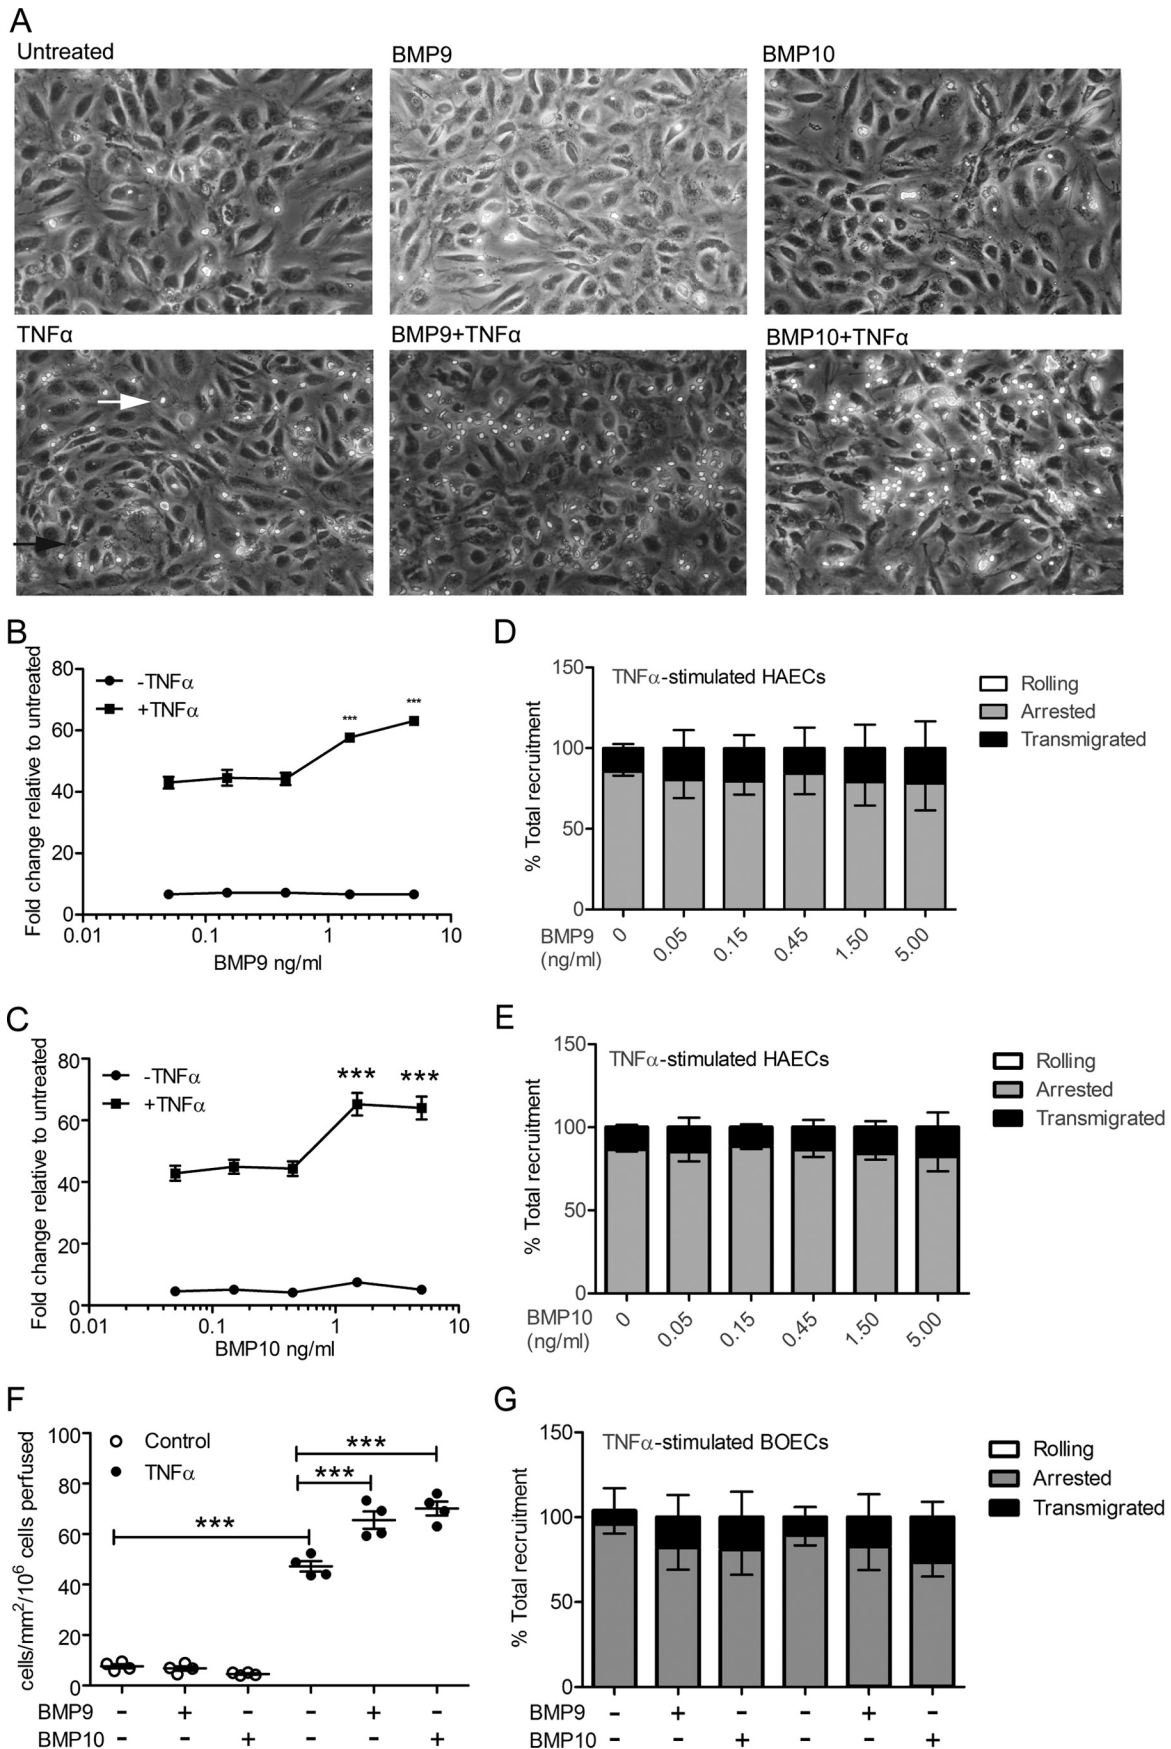 A
Untreated
BMP9
BMP10
TNFα
BMP9+TNFα
BMP10+TNFα
B
Fold change relative to untreated
80
60
40
20
0
-TNFα
+TNFα
***
***
0.01
0.1
1
10
BMP9 ng/ml
D
% Total recruitment
150
100
50
0
TNFα-stimulated HAECs
Rolling
Arrested
Transmigrated
BMP9
(ng/ml)
0
0.05
0.15
0.45
1.50
5.00
C
Fold change relative to untreated
80
60
40
20
0
-TNFα
+TNFα
***
***
0.01
0.1
1
10
BMP10 ng/ml
E
% Total recruitment
150
100
50
0
TNFα-stimulated HAECs
Rolling
Arrested
Transmigrated
BMP10
(ng/ml)
0
0.05
0.15
0.45
1.50
5.00
F
cells/mm²/10⁶ cells perfused
100
80
60
40
20
0
Control
TNFα
***
***
***
BMP9 - + - - + -
BMP10 - - + - - +
G
% Total recruitment
150
100
50
0
TNFα-stimulated BOECs
Rolling
Arrested
Transmigrated
BMP9 - + - - + -
BMP10 - - + - - +